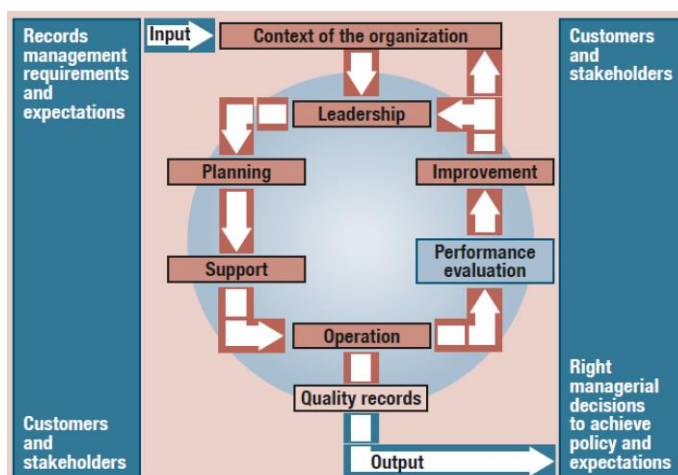 Records
management
requirements
and
expectations
Customers
and
stakeholders
Input
Context of the organization
Leadership
Planning
Support
Operation
Quality records
Output
Improvement
Performance
evaluation
Customers
and
stakeholders
Right
managerial
decisions
to achieve
policy and
expectations